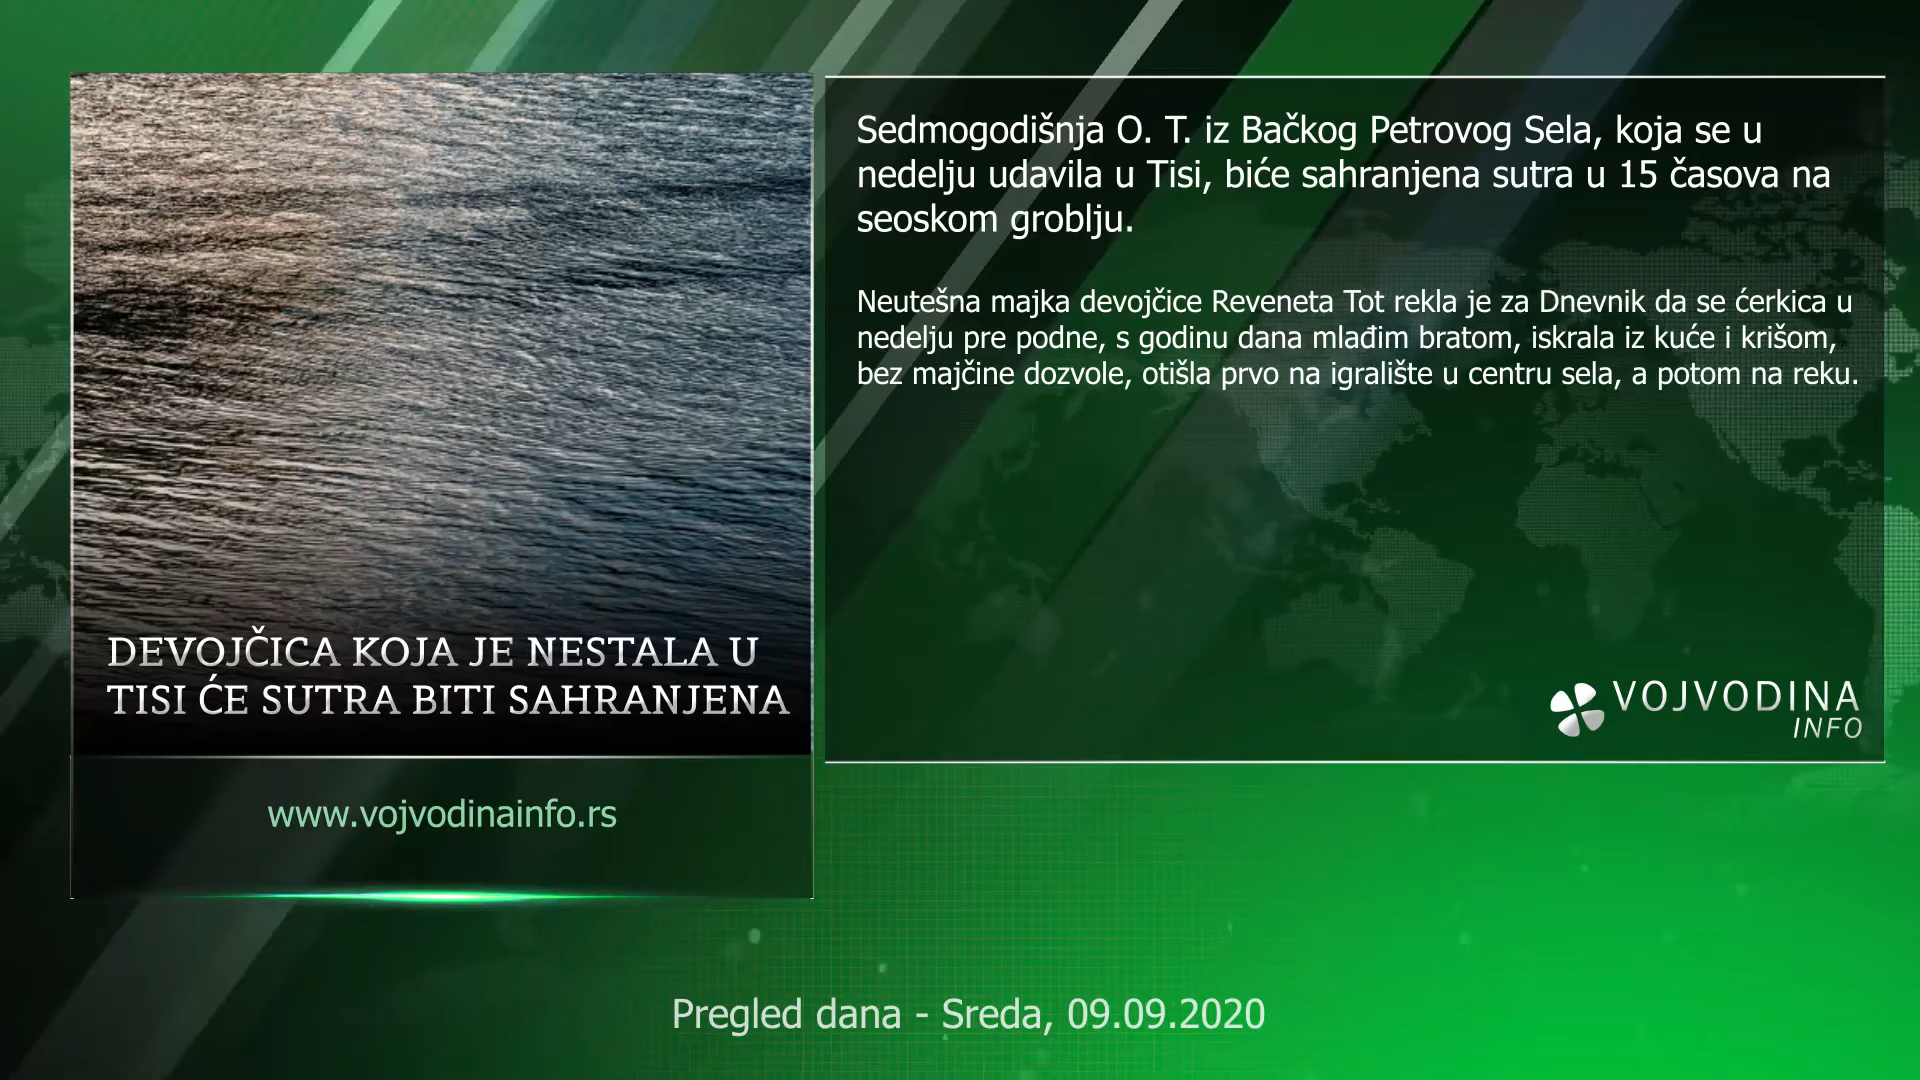 DEVOJČICA KOJA JE NESTALA U
TISI ĆE SUTRA BITI SAHRANJENA
www.vojvodinainfo.rs
Sedmogodišnja O. T. iz Bačkog Petrovog Sela, koja se u
nedelju udavila u Tisi, biće sahranjena sutra u 15 časova na
seoskom groblju.
Neutešna majka devojčice Reveneta Tot rekla je za Dnevnik da se ćerkica u
nedelju pre podne, s godinu dana mlađim bratom, iskrala iz kuće i krišom,
bez majčine dozvole, otišla prvo na igralište u centru sela, a potom na reku.
VOJVODINA
INFO
Pregled dana - Sreda, 09.09.2020